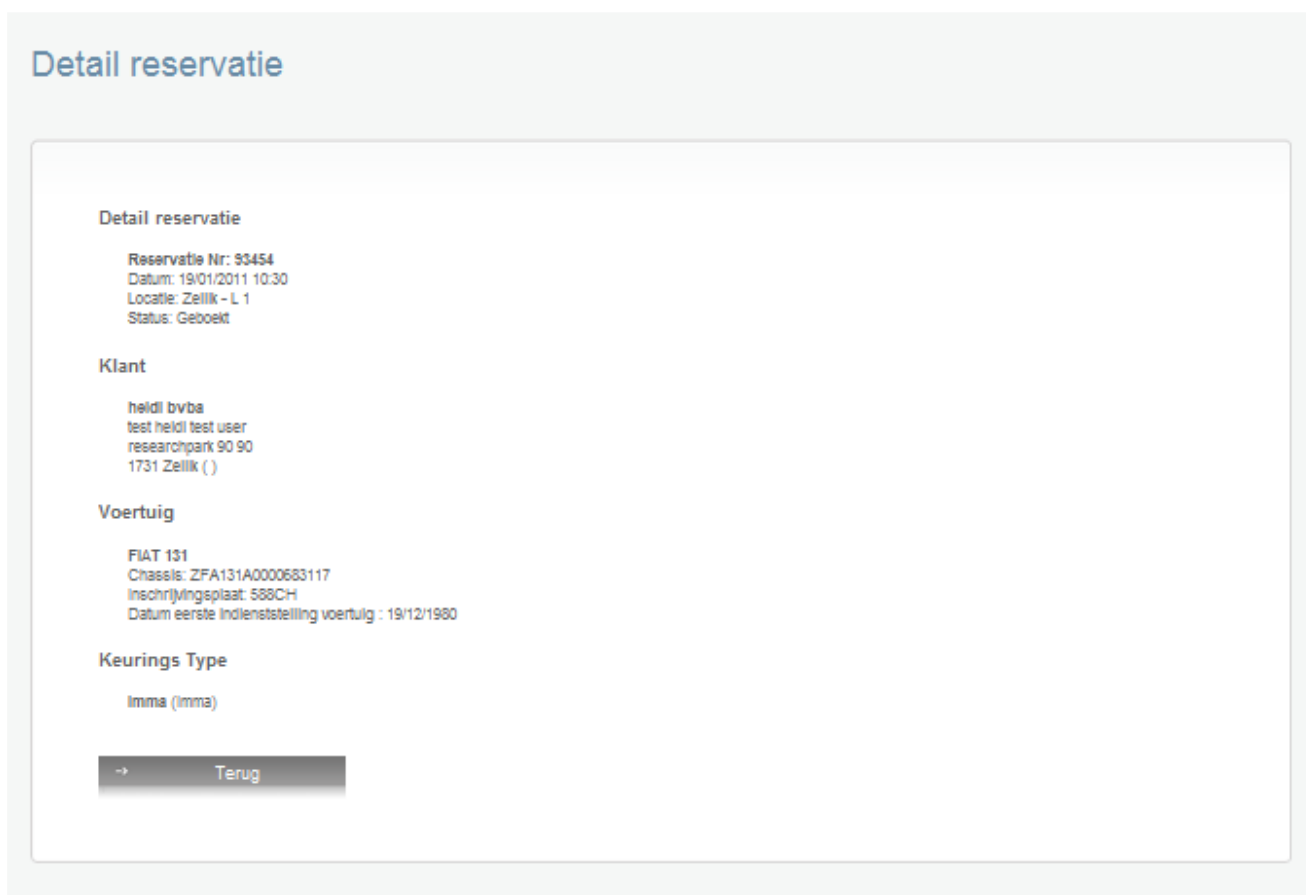 Detail reservatie
Detail reservatie
Reservatie Nr: 93454
Datum: 19/01/2011 10:30
Locatie: Zellik - L 1
Status: Geboekt
Klant
heidi bvba
test heidi test user
researchpark 90 90
1731 Zellik ( )
Voertuig
FIAT 131
Chassis: ZFA131A0000683117
Inschrijvingsplaat: 588CH
Datum eerste indienststelling voertuig : 19/12/1980
Keurings Type
Imma (Imma)
→ Terug